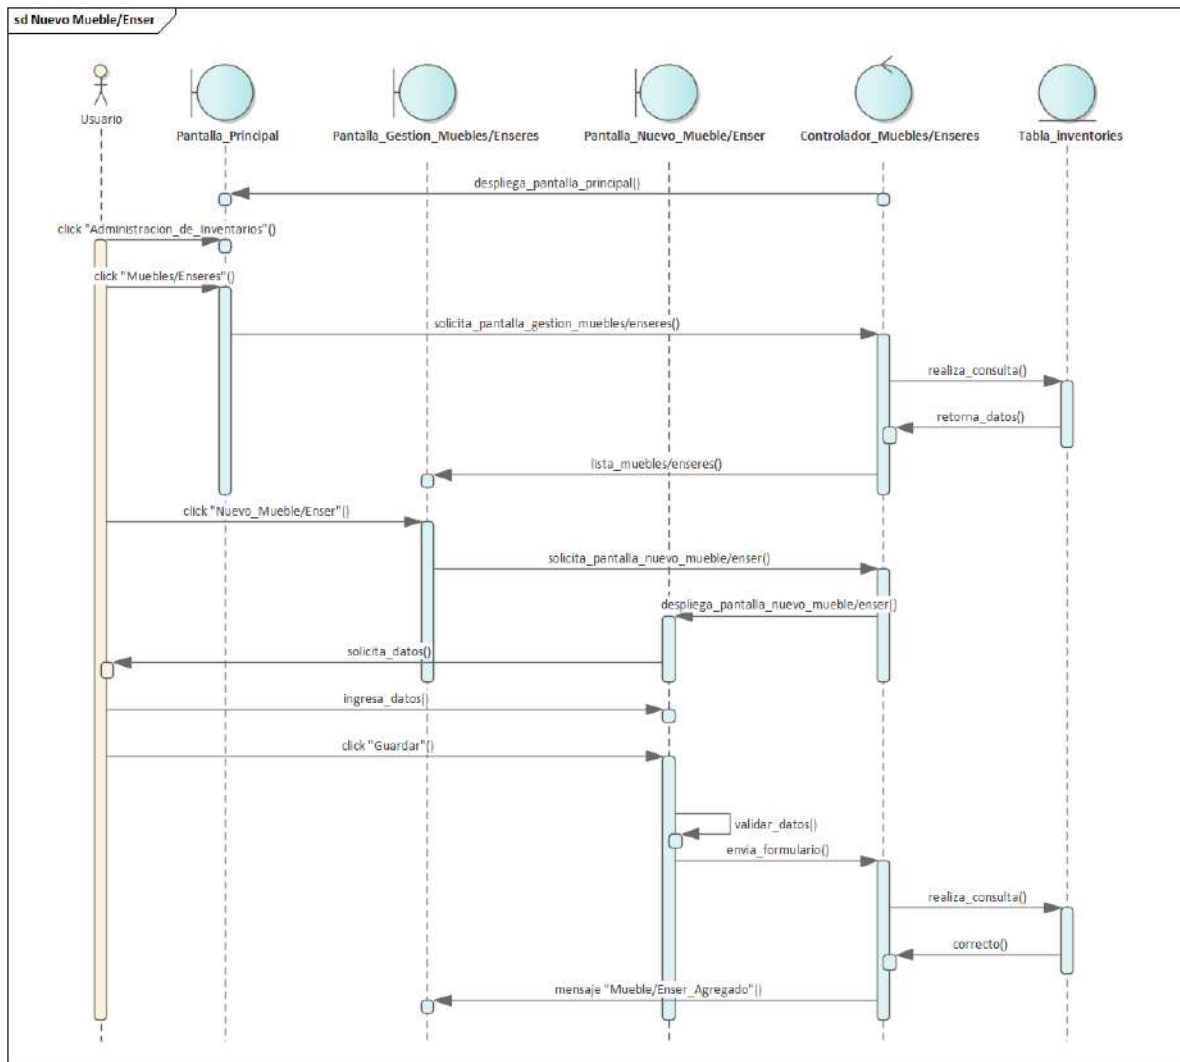 sd Nuevo Mueble/Enser
Usuario
Pantalla_Principal
Pantalla_Gestion_Muebles/Enseres
Pantalla_Nuevo_Mueble/Enser
Controlador_Muebles/Enseres
Tabla_inventories
despliega_pantalla_principal()
click "Administracion_de_Inventarios"()
click "Muebles/Enseres"()
solicita_pantalla_gestion_muebles/enseres()
realiza_consulta()
retorna_datos()
lista_muebles/enseres()
click "Nuevo_Mueble/Enser"()
solicita_pantalla_nuevo_mueble/enser()
despliega_pantalla_nuevo_mueble/enser()
solicita_datos()
ingresa_datos()
click "Guardar"()
validar_datos()
envia_formulario()
realiza_consulta()
correcto()
mensaje "Mueble/Enser_Agregado"()